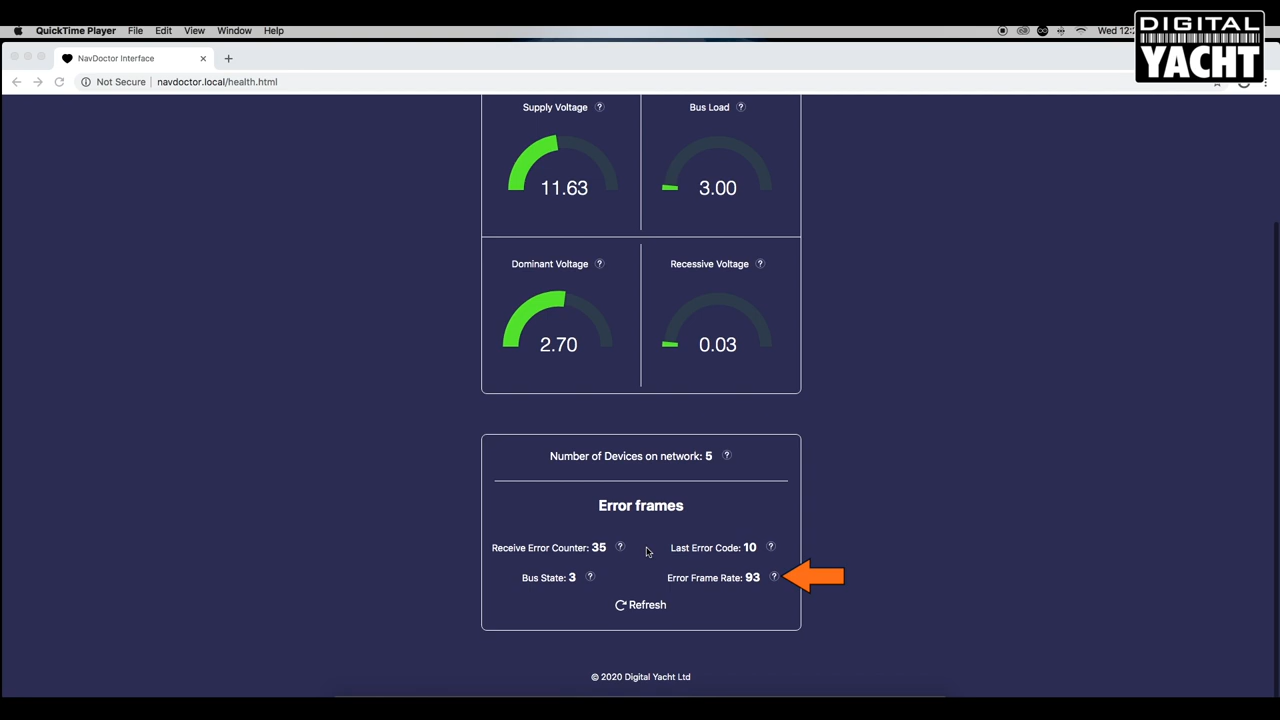 QuickTime Player File Edit View Window Help
DIGITAL
YACHT
NavDoctor Interface
Not Secure navdoctor.local/health.html
Supply Voltage ? Bus Load ?
11.63 3.00
Dominant Voltage ? Recessive Voltage ?
2.70 0.03
Number of Devices on network: 5 ?
Error frames
Receive Error Counter: 35 ? Last Error Code: 10 ?
Bus State: 3 ? Error Frame Rate: 93 ?
Refresh
© 2020 Digital Yacht Ltd